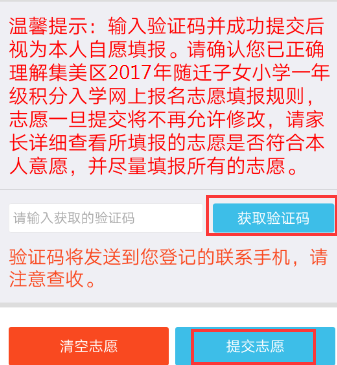 温馨提示：输入验证码并成功提交后
视为本人自愿填报。请确认您已正确
理解集美区2017年随迁子女小学一年
级积分入学网上报名志愿填报规则，
志愿一旦提交将不再允许修改，请家
长详细查看所填报的志愿是否符合本
人意愿，并尽量填报所有的志愿。
请输入获取的验证码 获取验证码
验证码将发送到您登记的联系手机，请
注意查收。
清空志愿 提交志愿